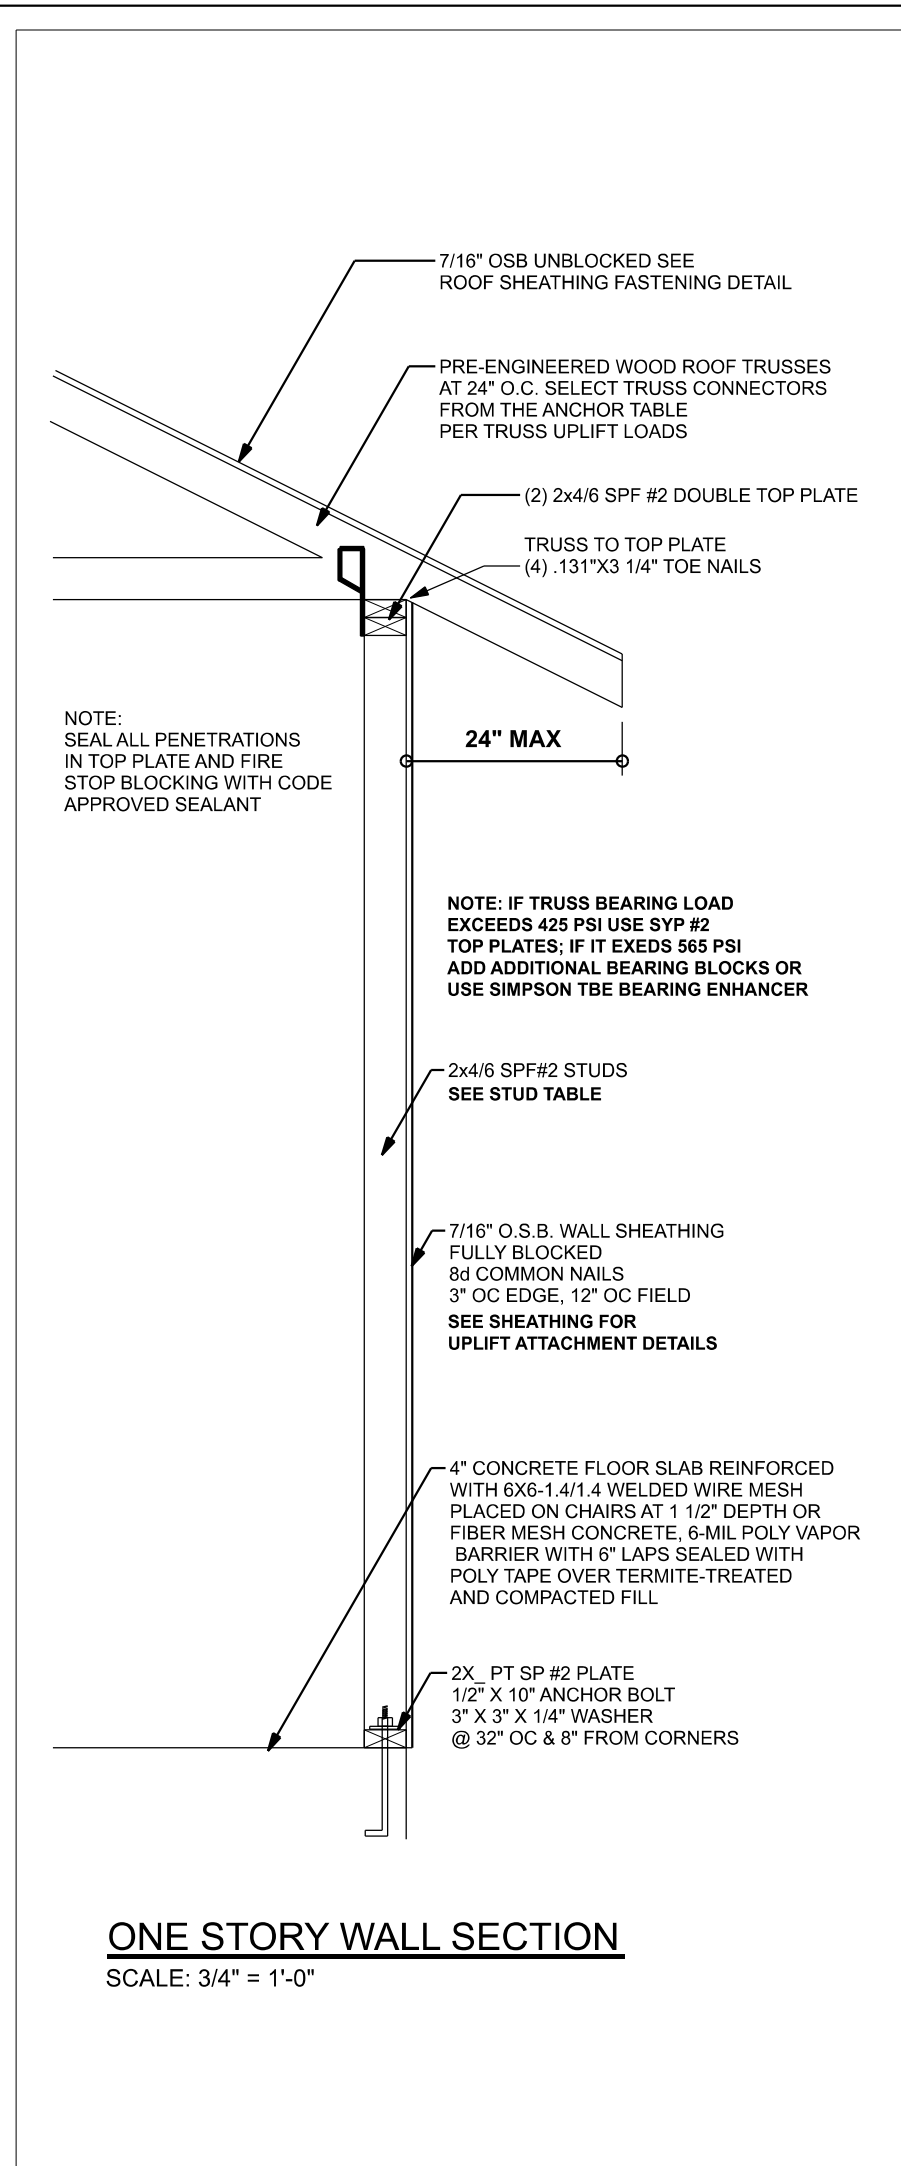 7/16" OSB UNBLOCKED SEE
ROOF SHEATHING FASTENING DETAIL
PRE-ENGINEERED WOOD ROOF TRUSSES
AT 24" O.C. SELECT TRUSS CONNECTORS
FROM THE ANCHOR TABLE
PER TRUSS UPLIFT LOADS
(2) 2x4/6 SPF #2 DOUBLE TOP PLATE
TRUSS TO TOP PLATE
(4) .131"X3 1/4" TOE NAILS
NOTE:
SEAL ALL PENETRATIONS
IN TOP PLATE AND FIRE
STOP BLOCKING WITH CODE
APPROVED SEALANT
24" MAX
NOTE: IF TRUSS BEARING LOAD
EXCEEDS 425 PSI USE SYP #2
TOP PLATES; IF IT EXEDS 565 PSI
ADD ADDITIONAL BEARING BLOCKS OR
USE SIMPSON TBE BEARING ENHANCER
2x4/6 SPF#2 STUDS
SEE STUD TABLE
7/16" O.S.B. WALL SHEATHING
FULLY BLOCKED
8d COMMON NAILS
3" OC EDGE, 12" OC FIELD
SEE SHEATHING FOR
UPLIFT ATTACHMENT DETAILS
4" CONCRETE FLOOR SLAB REINFORCED
WITH 6X6-1.4/1.4 WELDED WIRE MESH
PLACED ON CHAIRS AT 1 1/2" DEPTH OR
FIBER MESH CONCRETE, 6-MIL POLY VAPOR
BARRIER WITH 6" LAPS SEALED WITH
POLY TAPE OVER TERMITE-TREATED
AND COMPACTED FILL
2X_ PT SP #2 PLATE
1/2" X 10" ANCHOR BOLT
3" X 3" X 1/4" WASHER
@ 32" OC & 8" FROM CORNERS
ONE STORY WALL SECTION
SCALE: 3/4" = 1'-0"